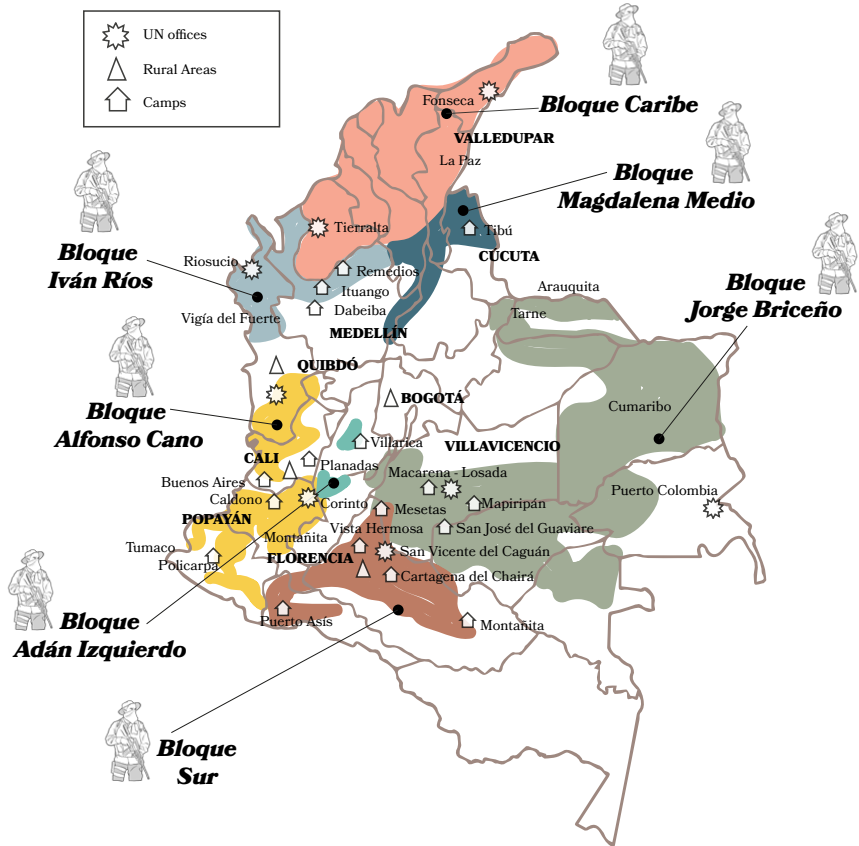 UN offices
Rural Areas
Camps
Fonseca
Bloque Caribe
VALLEDUPAR
La Paz
Bloque
Magdalena Medio
Tierralta
Tibú
CÚCUTA
Bloque
Iván Ríos
Riosucio
Remedios
Ituango
Dabeiba
Vigía del Fuerte
MEDELLÍN
Bloque
Jorge Briceño
Arauquita
Tarne
QUIBDÓ
BOGOTÁ
Cumaribo
Bloque
Alfonso Cano
Villarica
VILLAVICENCIO
CALI
Planadas
Macarena - Losada
Buenos Aires
Caldono
Corinto
Mesetas
Mapiripán
Puerto Colombia
POPAYÁN
Montañita
Vista Hermosa
San José del Guaviare
Tumaco
Policarpa
FLORENCIA
San Vicente del Caguán
Cartagena del Chairá
Puerto Asís
Montañita
Bloque
Adán Izquierdo
Bloque
Sur